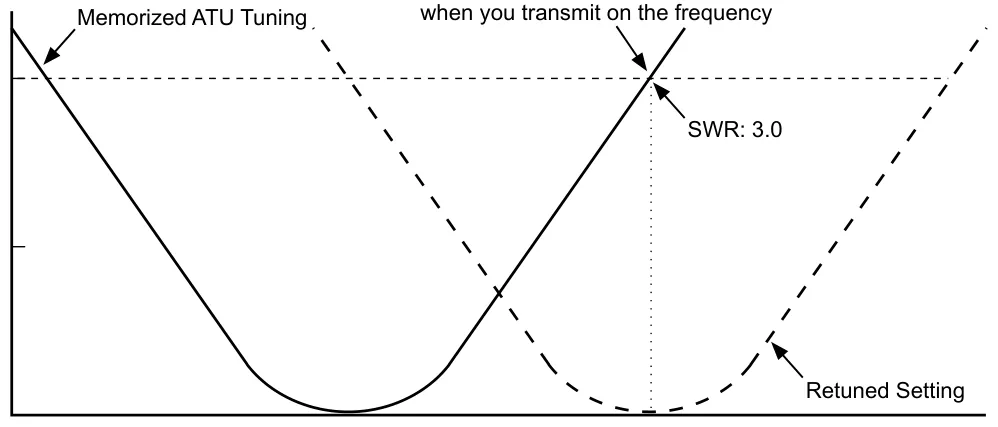 Memorized ATU Tuning
when you transmit on the frequency
SWR: 3.0
Retuned Setting